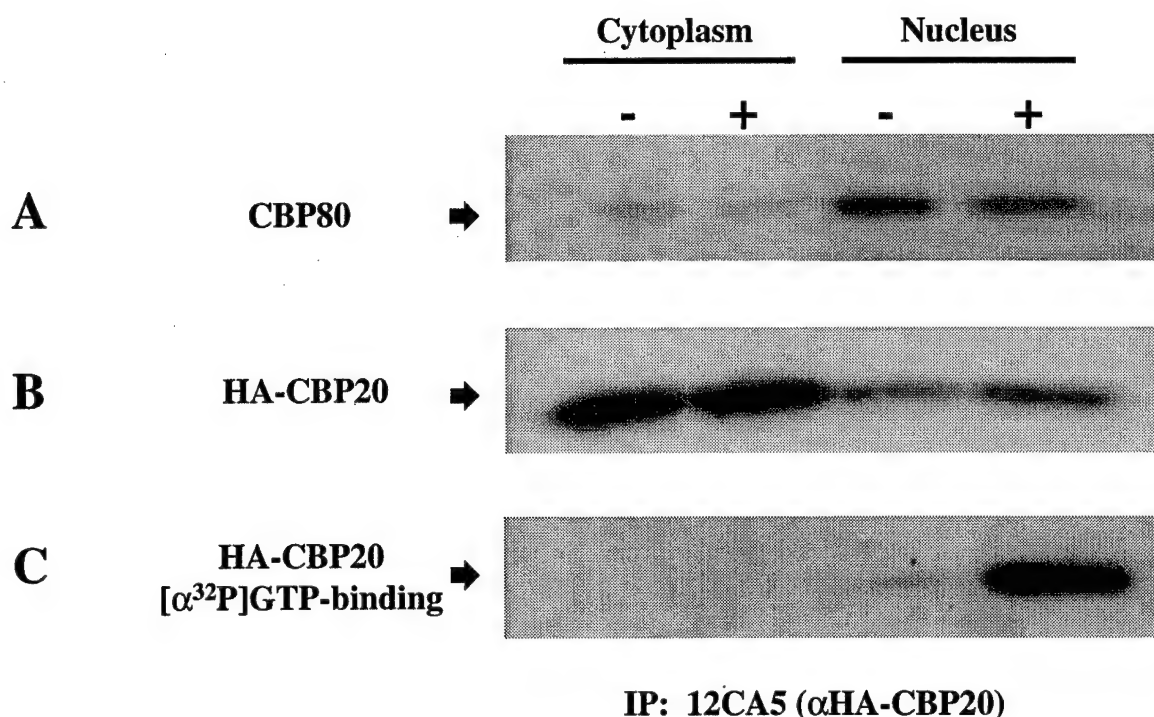 Cytoplasm Nucleus
- + - +
A CBP80
B HA-CBP20
C HA-CBP20
[α³²P]GTP-binding
IP: 12CA5 (αHA-CBP20)